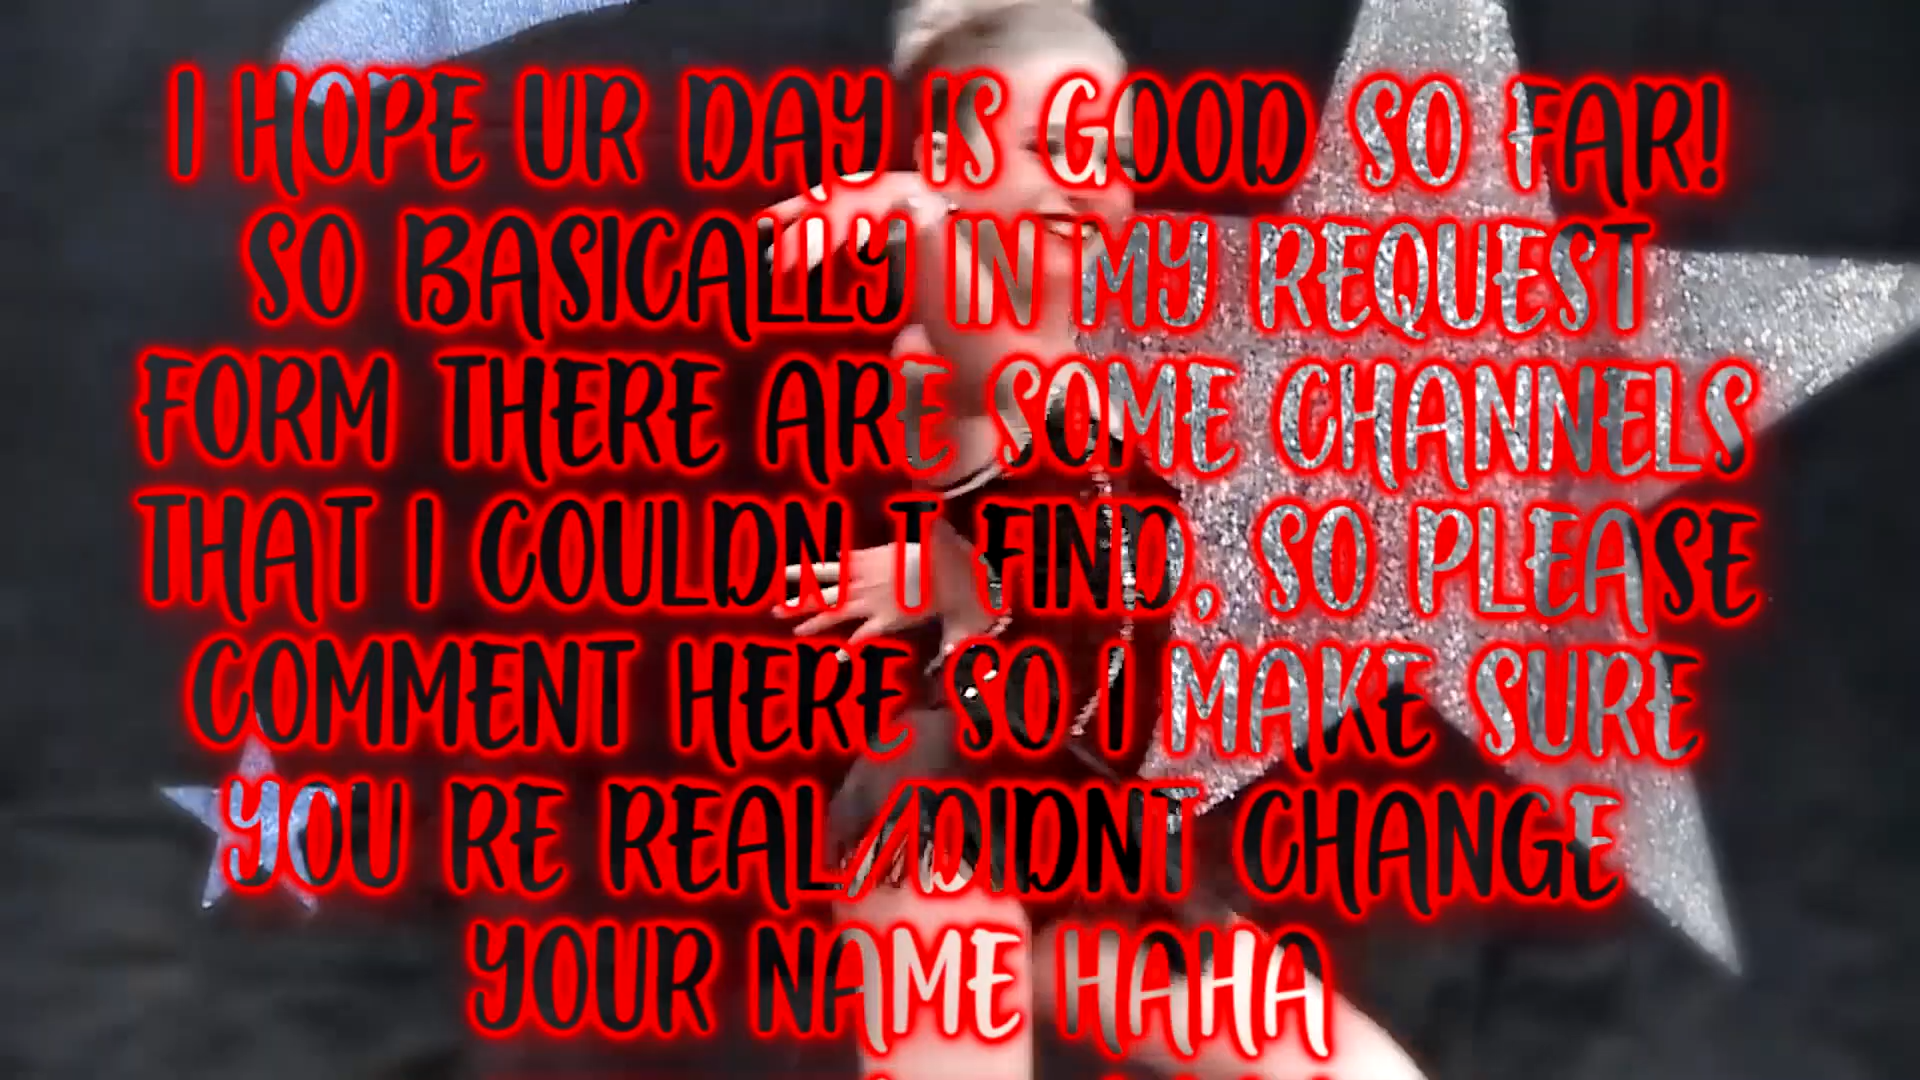 I HOPE UR DAY IS GOOD SO FAR!
SO BASICALLY IN MY REQUEST
FORM THERE ARE SOME CHANNELS
THAT I COULDN T FIND, SO PLEASE
COMMENT HERE SO I MAKE SURE
YOU RE REAL/DIDNT CHANGE
YOUR NAME HAHA